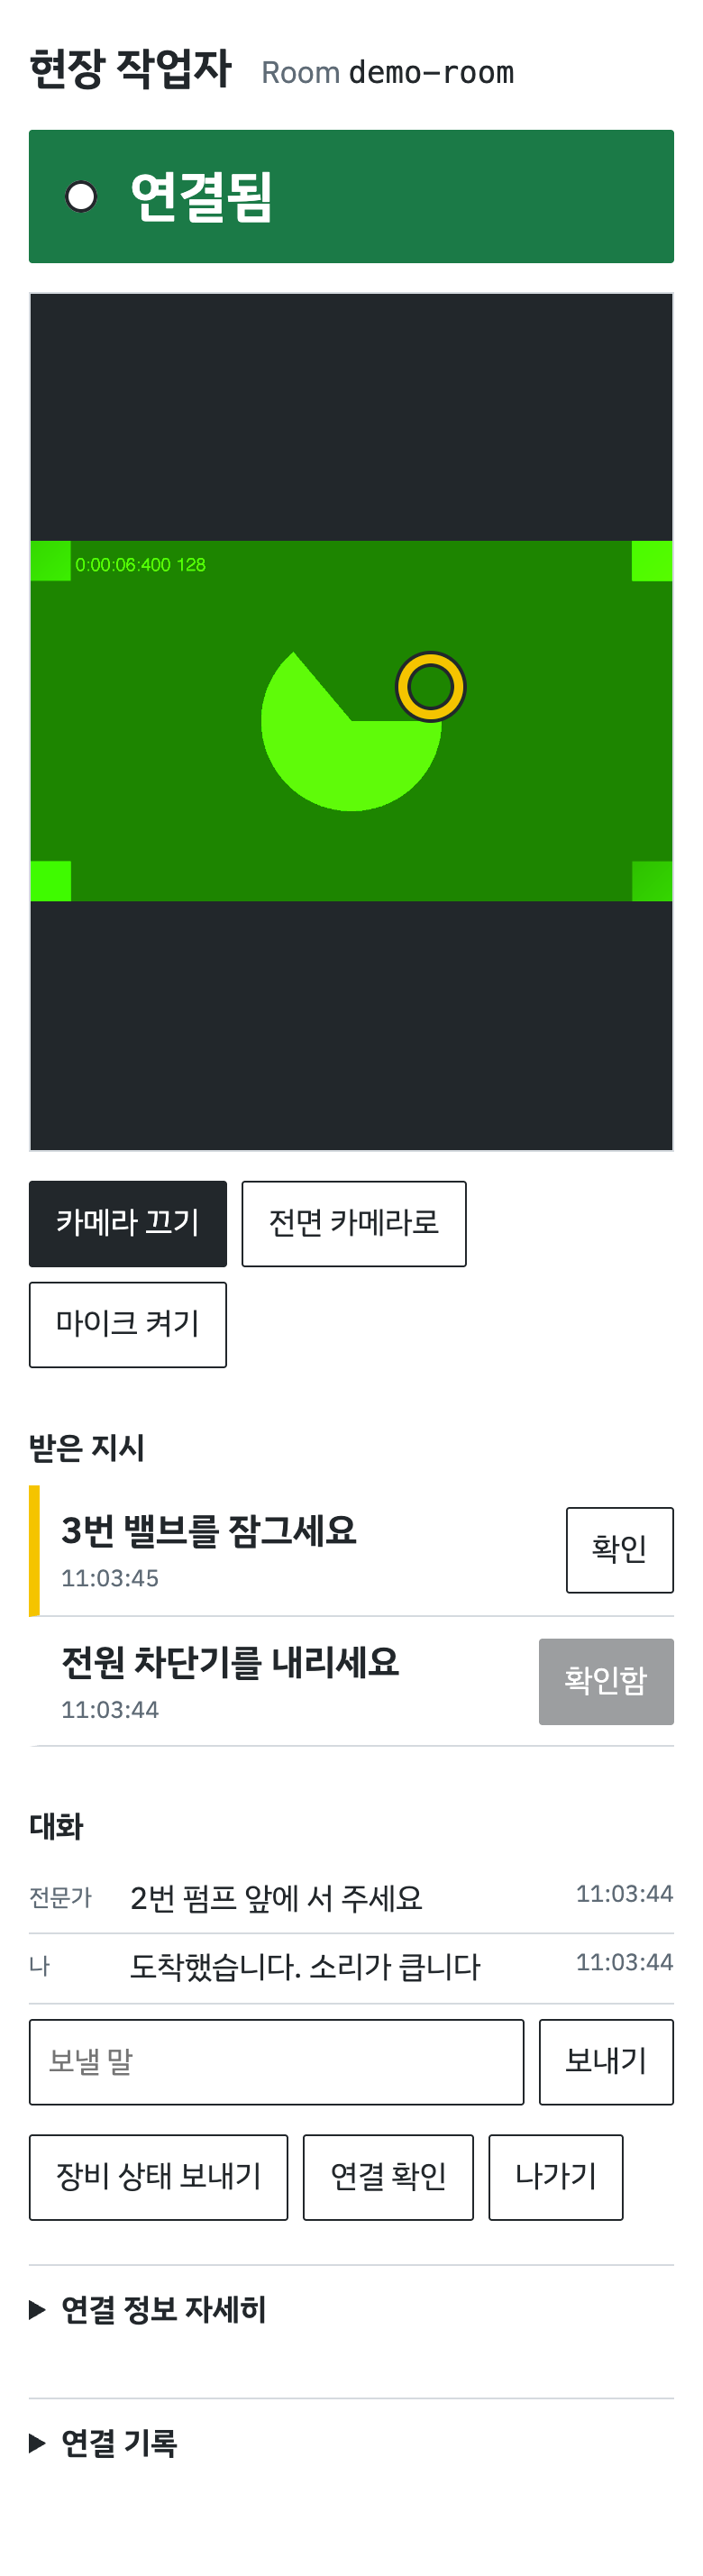 현장 작업자 Room demo-room
연결됨
0:00:06:400 128
카메라 끄기 전면 카메라로
마이크 켜기
받은 지시
3번 밸브를 잠그세요 확인
11:03:45
전원 차단기를 내리세요 확인함
11:03:44
대화
전문가 2번 펌프 앞에 서 주세요 11:03:44
나 도착했습니다. 소리가 큽니다 11:03:44
보낼 말 보내기
장비 상태 보내기 연결 확인 나가기
연결 정보 자세히
연결 기록